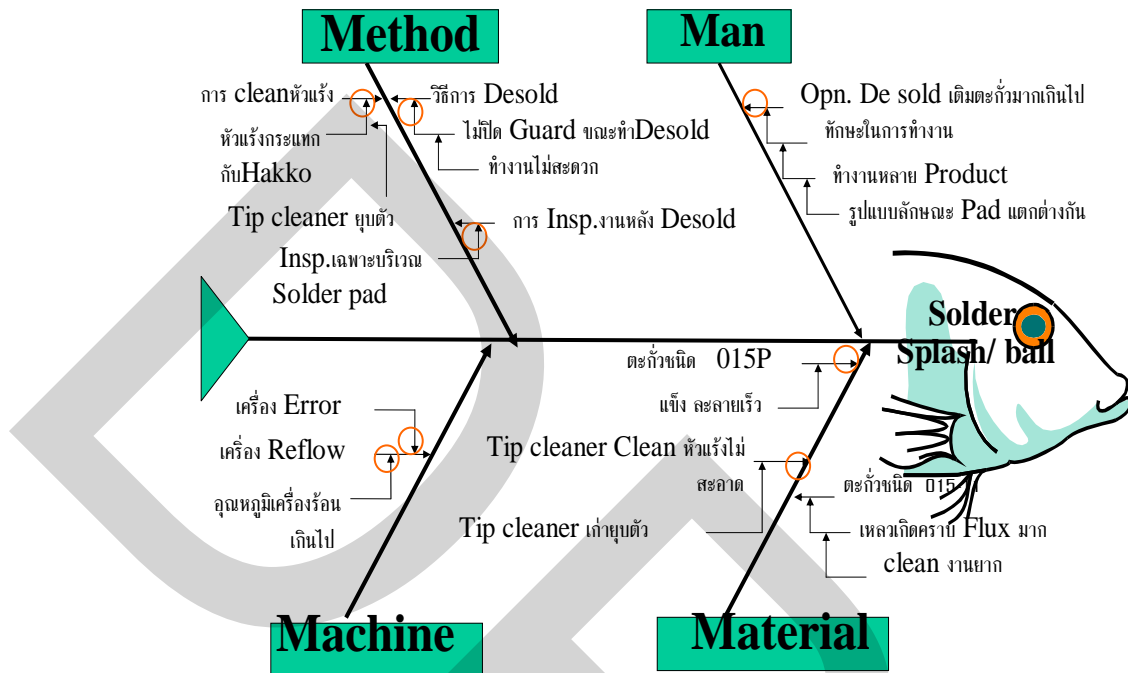 Method
Man
การ cleanหัวแร้ง
วิธีการ Desold
หัวแร้งกระแทก
กับHakko
ไม่ปิด Guard ขณะทำDesold
ทำงานไม่สะดวก
Tip cleaner ยุบตัว
การ Insp.งานหลัง Desold
Insp.เฉพาะบริเวณ
Solder pad
Opn. De sold เติมตะกั่วมากเกินไป
ทักษะในการทำงาน
ทำงานหลาย Product
รูปแบบลักษณะ Pad แตกต่างกัน
Solder
Splash/ ball
ตะกั่วชนิด 015P
แข็ง ละลายเร็ว
เครื่อง Error
เครื่อง Reflow
อุณหภูมิเครื่องร้อน
เกินไป
Tip cleaner Clean หัวแร้งไม่
สะอาด
Tip cleaner เก่ายุบตัว
ตะกั่วชนิด 015
เหลวเกิดคราบ Flux มาก
clean งานยาก
Machine
Material